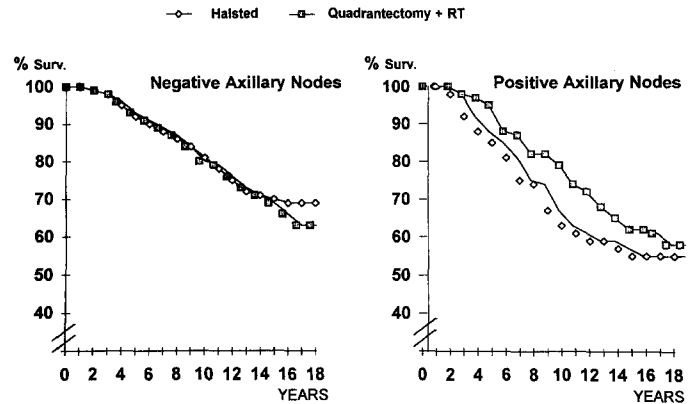 Halsted Quadrantectomy + RT
% Surv. % Surv.
Negative Axillary Nodes Positive Axillary Nodes
100 100
90 90
80 80
70 70
60 60
50 50
40 40
0 2 4 6 8 10 12 14 16 18 0 2 4 6 8 10 12 14 16 18
YEARS YEARS